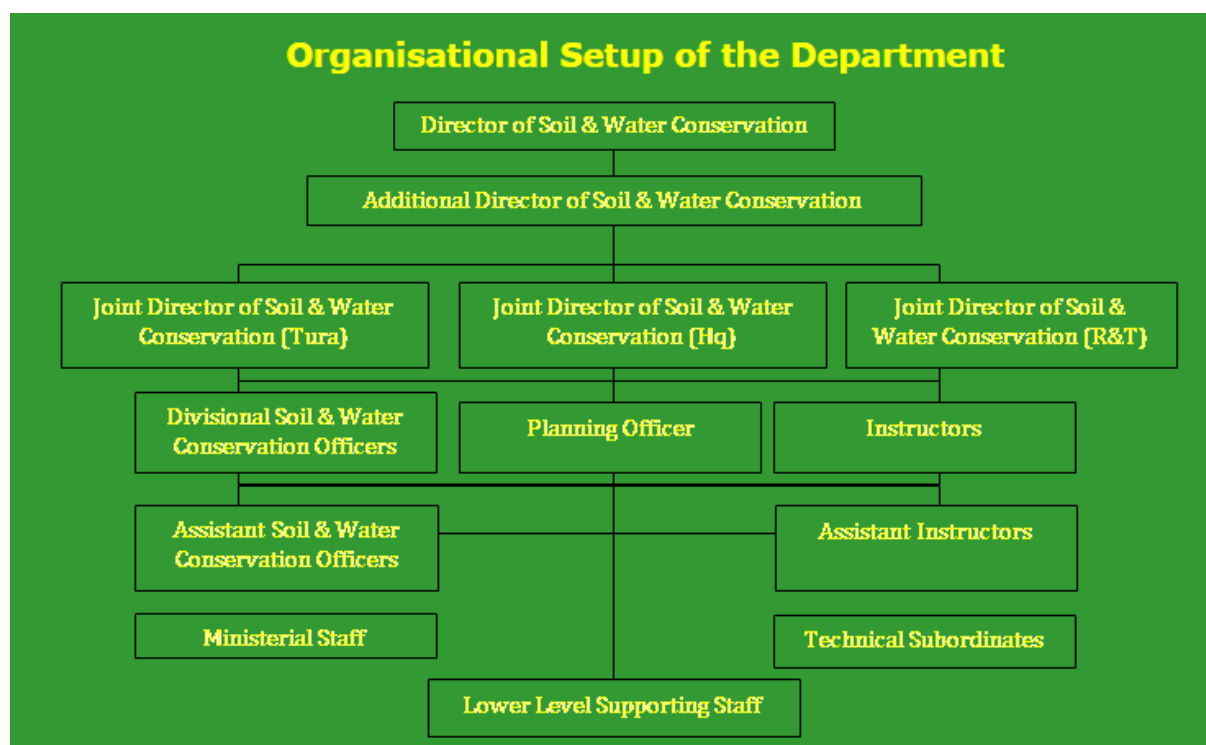 Organisational Setup of the Department
Director of Soil & Water Conservation
Additional Director of Soil & Water Conservation
Joint Director of Soil & Water
Conservation (Tura)
Joint Director of Soil & Water
Conservation (Hq)
Joint Director of Soil &
Water Conservation (R&T)
Divisional Soil & Water
Conservation Officers
Planning Officer
Instructors
Assistant Soil & Water
Conservation Officers
Assistant Instructors
Ministerial Staff
Technical Subordinates
Lower Level Supporting Staff